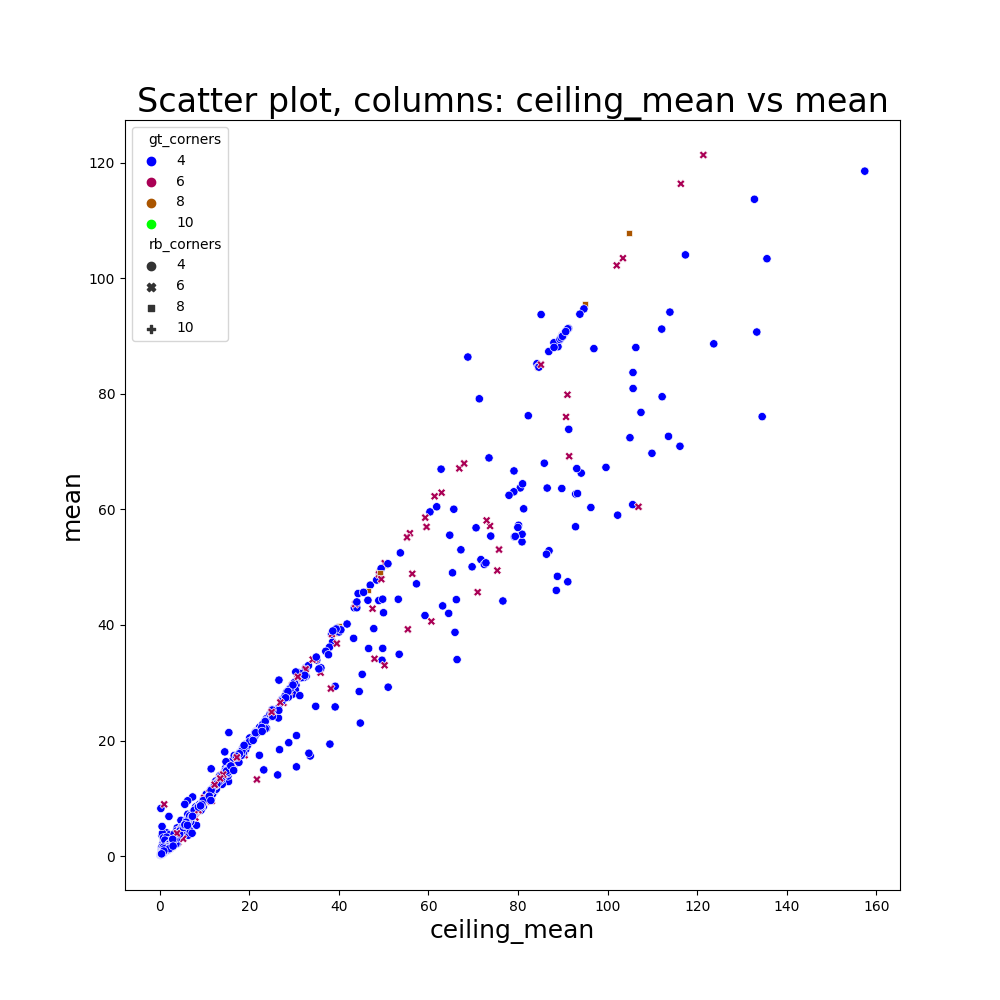 Scatter plot, columns: ceiling_mean vs mean
gt_corners
4
6
8
10
rb_corners
4
6
8
10
120
100
80
60
40
20
0
mean
0 20 40 60 80 100 120 140 160
ceiling_mean